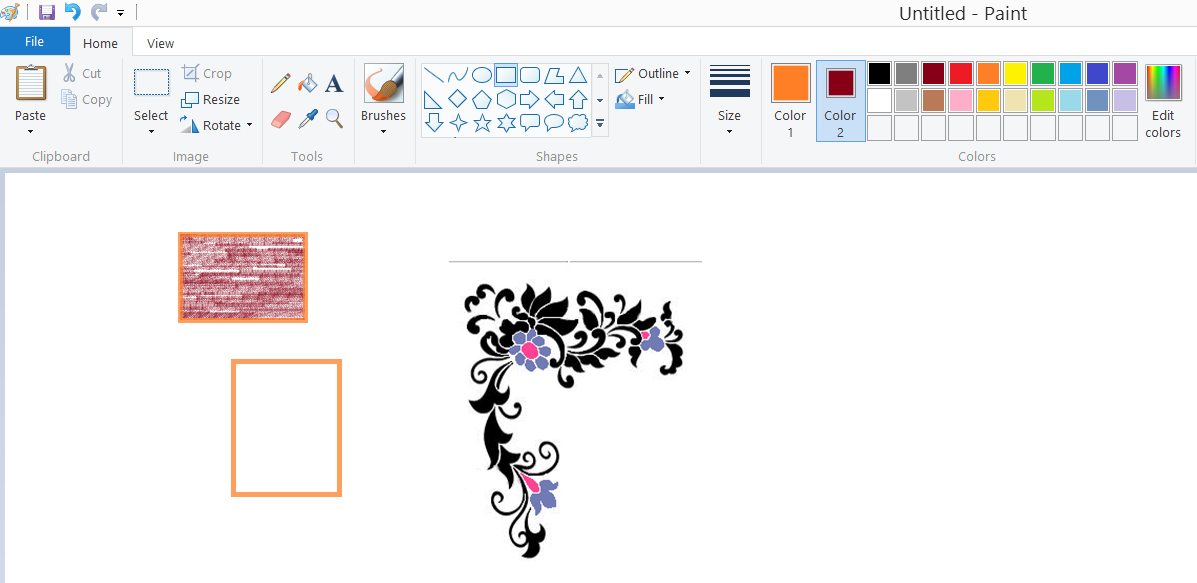 Untitled - Paint
File
Home
View
Paste
Cut
Copy
Clipboard
Select
Crop
Resize
Rotate
Image
A
Tools
Brushes
Shapes
Outline
Fill
Size
Color
1
Color
2
Edit
colors
Colors